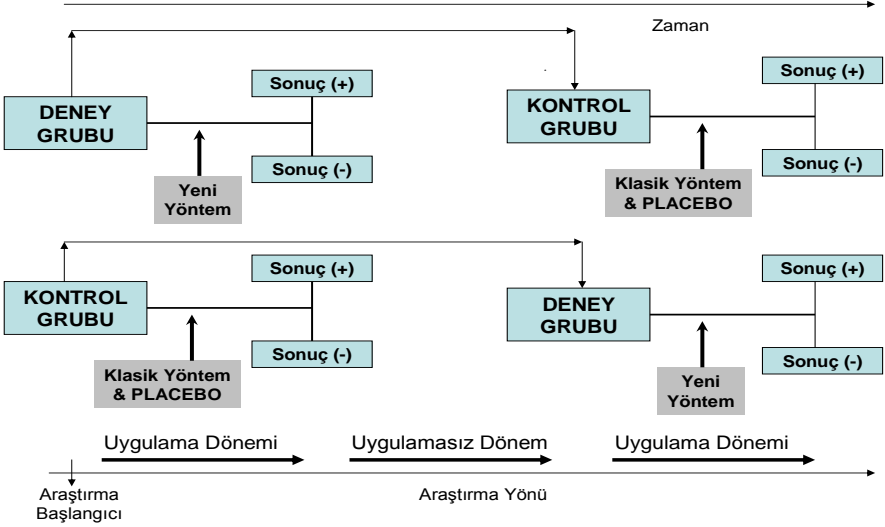 Zaman
Sonuç (+)
DENEY
GRUBU
Sonuç (-)
Yeni
Yöntem
Sonuç (+)
KONTROL
GRUBU
Sonuç (-)
Klasik Yöntem
& PLACEBO
Sonuç (+)
KONTROL
GRUBU
Sonuç (-)
Klasik Yöntem
& PLACEBO
Sonuç (+)
DENEY
GRUBU
Sonuç (-)
Yeni
Yöntem
Uygulama Dönemi
Uygulamasız Dönem
Uygulama Dönemi
Araştırma
Başlangıcı
Araştırma Yönü